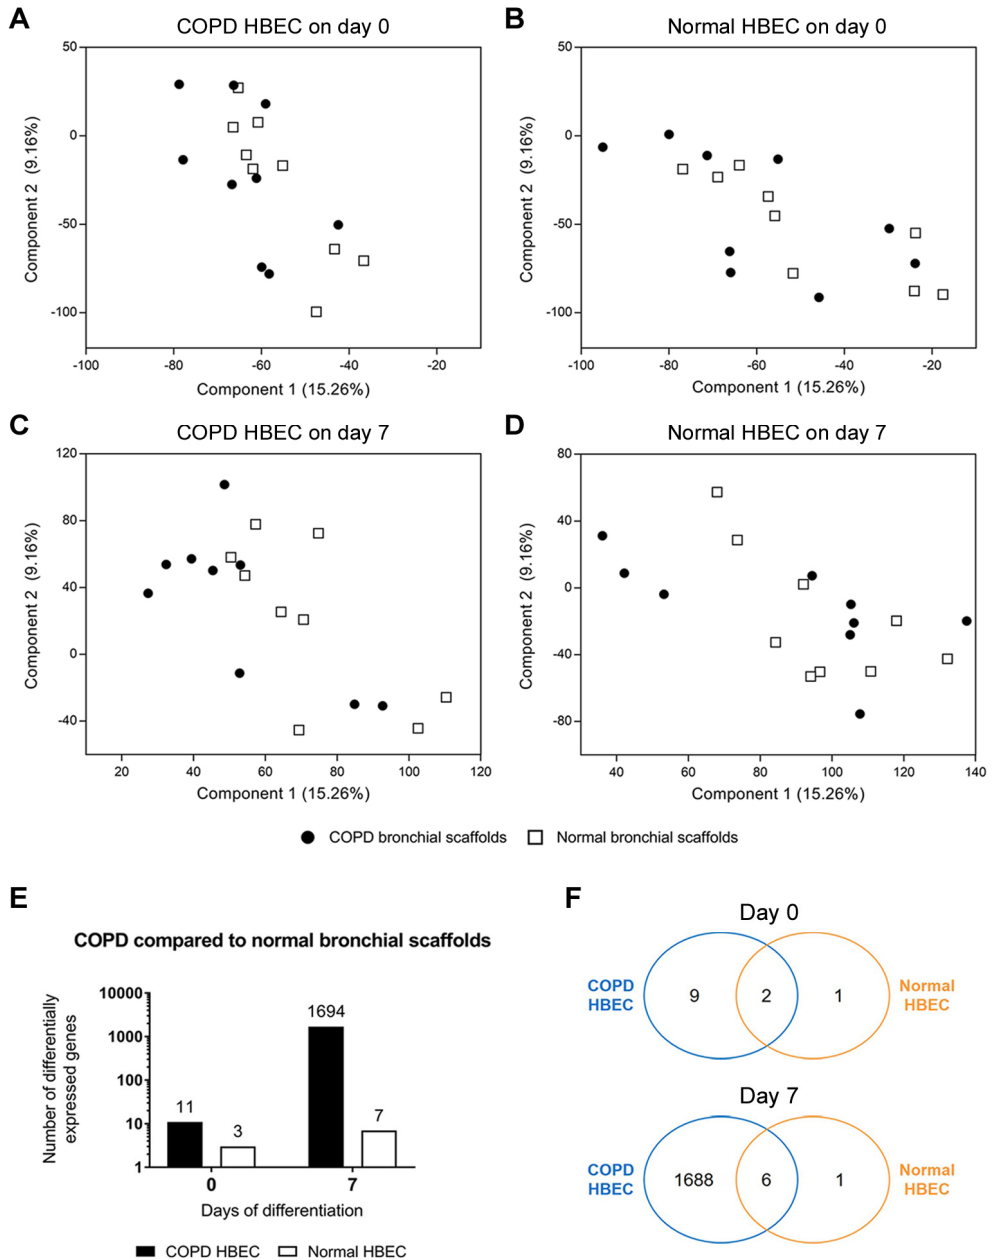 A
COPD HBEC on day 0
50
0
-50
-100
-100
-80
-60
-40
-20
Component 2 (9.16%)
Component 1 (15.26%)
B
Normal HBEC on day 0
50
0
-50
-100
-100
-80
-60
-40
-20
Component 2 (9.16%)
Component 1 (15.26%)
C
COPD HBEC on day 7
120
80
40
0
-40
20
40
60
80
100
120
Component 2 (9.16%)
Component 1 (15.26%)
D
Normal HBEC on day 7
80
40
0
-40
-80
40
60
80
100
120
140
Component 2 (9.16%)
Component 1 (15.26%)
COPD bronchial scaffolds
Normal bronchial scaffolds
E
COPD compared to normal bronchial scaffolds
Number of differentially
expressed genes
10000
1000
100
10
1
11
3
1694
7
0
7
Days of differentiation
COPD HBEC
Normal HBEC
F
Day 0
COPD
HBEC
9
2
1
Normal
HBEC
Day 7
COPD
HBEC
1688
6
1
Normal
HBEC